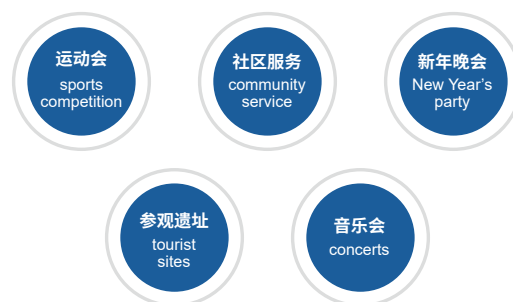 运动会
sports
competition
社区服务
community
service
新年晚会
New Year's
party
参观遗址
tourist
sites
音乐会
concerts